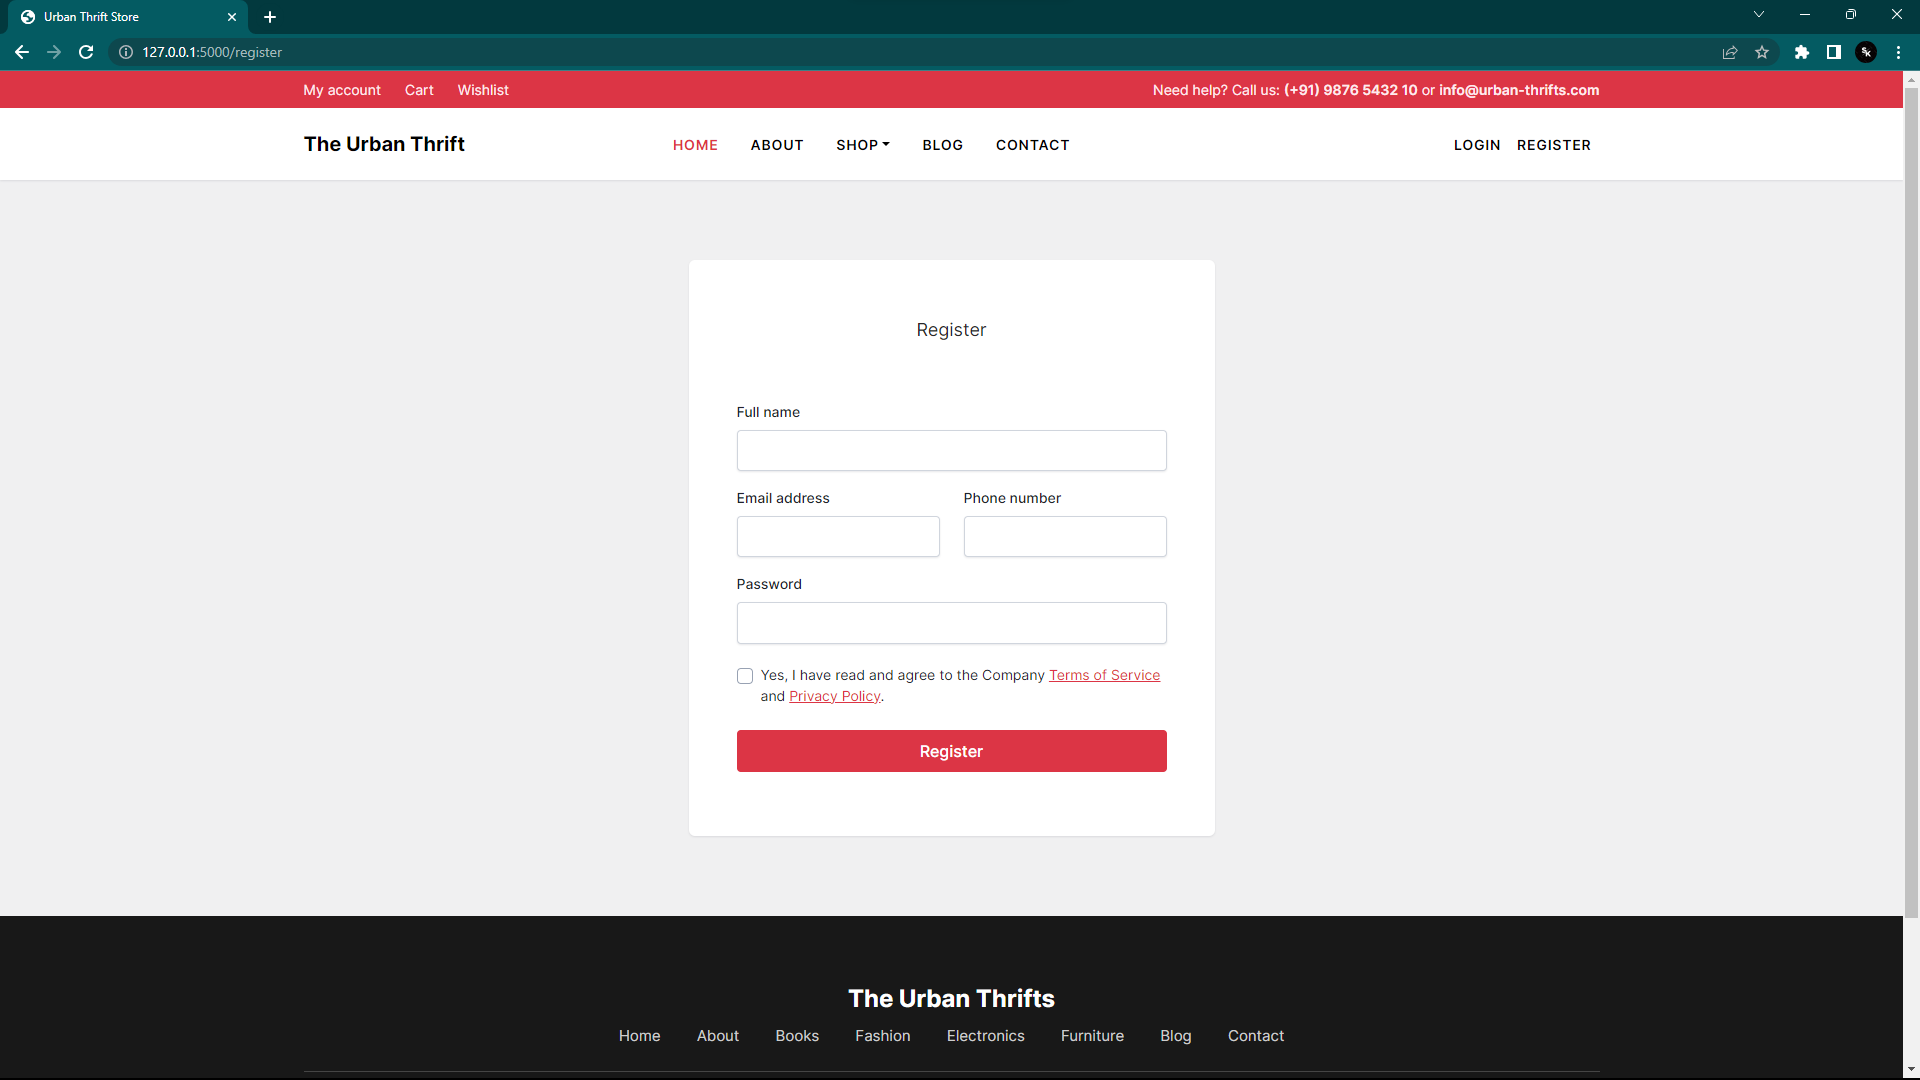 Urban Thrift Store
127.0.0.1:5000/register
My account Cart Wishlist Need help? Call us: (+91) 9876 5432 10 or info@urban-thrifts.com
The Urban Thrift HOME ABOUT SHOP BLOG CONTACT LOGIN REGISTER
Register
Full name
Email address Phone number
Password
Yes, I have read and agree to the Company Terms of Service
and Privacy Policy.
Register
The Urban Thrifts
Home About Books Fashion Electronics Furniture Blog Contact